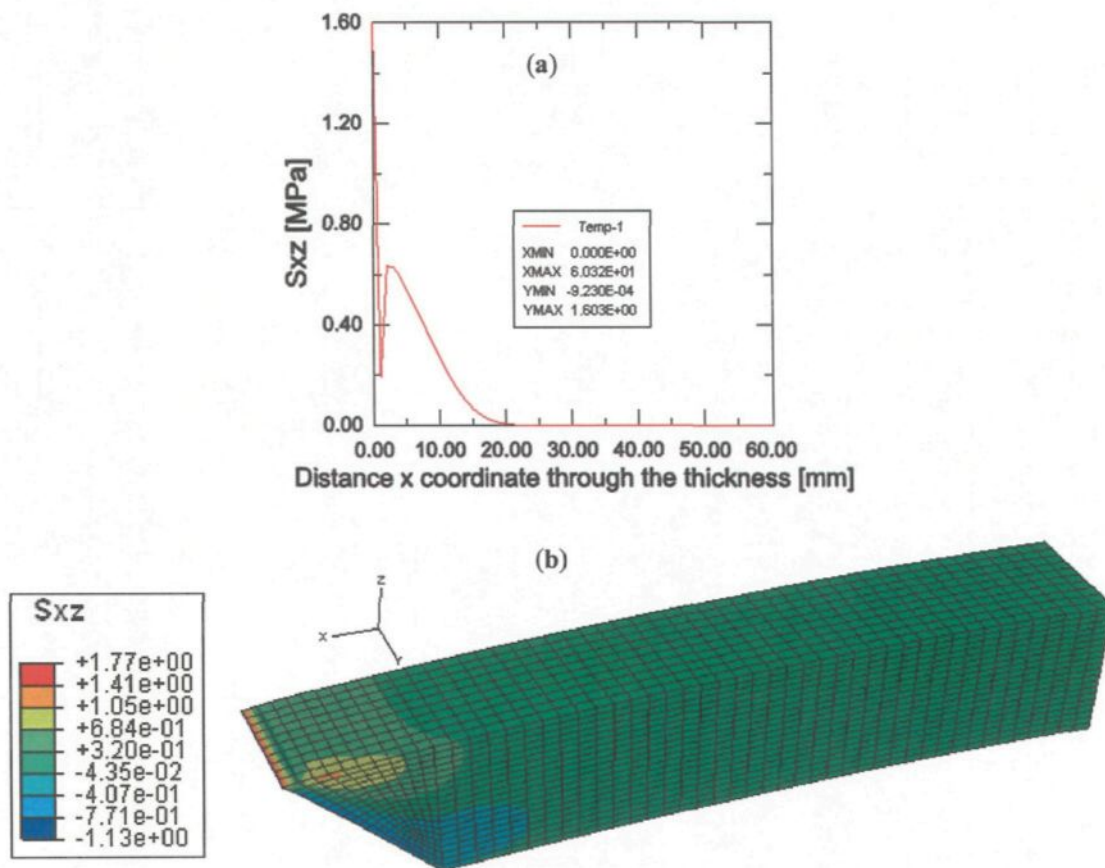 1.60
(a)
1.20
Sxz [MPa]
0.80
Temp-1
XMIN 0.000E+00
XMAX 6.032E+01
YMIN -9.230E-04
YMAX 1.603E+00
0.40
0.00
0.00 10.00 20.00 30.00 40.00 50.00 60.00
Distance x coordinate through the thickness [mm]
(b)
z
x
Y
Sxz
+1.77e+00
+1.41e+00
+1.05e+00
+6.84e-01
+3.20e-01
-4.35e-02
-4.07e-01
-7.71e-01
-1.13e+00